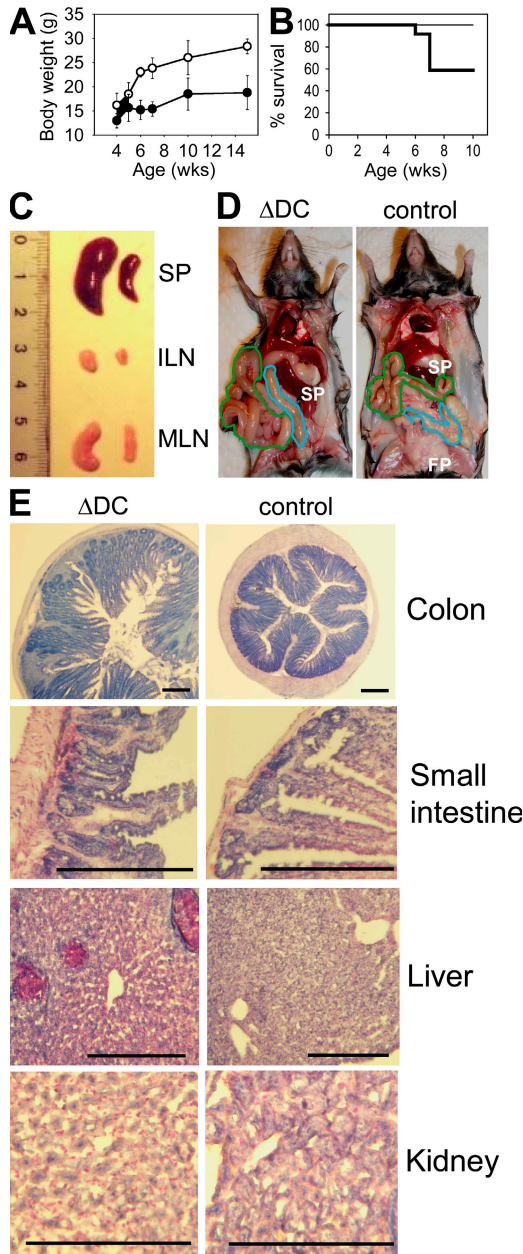 A
Body weight (g)
35
30
25
20
15
10
0 2 4 6 8 10 12 14
Age (wks)
B
% survival
100
80
60
40
20
0
0 2 4 6 8 10
Age (wks)
C
0
1
2
3
4
5
6
SP
ILN
MLN
D
ΔDC control
SP
SP
FP
E
ΔDC control
Colon
Small
intestine
Liver
Kidney